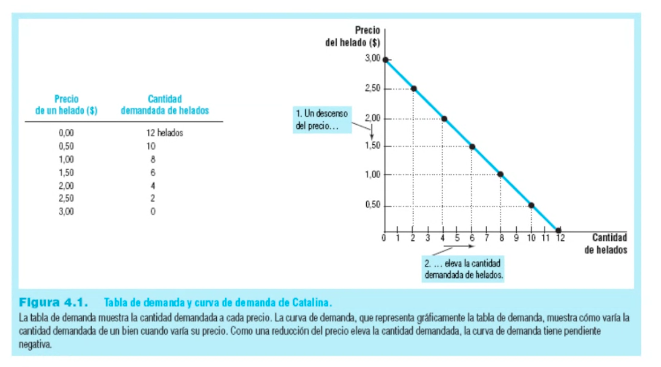 Precio
de un helado ($)
Cantidad
demandada de helados
0,00 12 helados
0,50 10
1,00 8
1,50 6
2,00 4
2,50 2
3,00 0
Precio
del helado ($)
3,00
2,50
2,00
1,50
1,00
0,50
1. Un descenso
del precio...
0 1 2 3 4 5 6 7 8 9 10 11 12
Cantidad
de helados
2. ... eleva la cantidad
demandada de helados.
Figura 4.1. Tabla de demanda y curva de demanda de Catalina.
La tabla de demanda muestra la cantidad demandada a cada precio. La curva de demanda, que representa gráficamente la tabla de demanda, muestra cómo varía la
cantidad demandada de un bien cuando varía su precio. Como una reducción del precio eleva la cantidad demandada, la curva de demanda tiene pendiente
negativa.